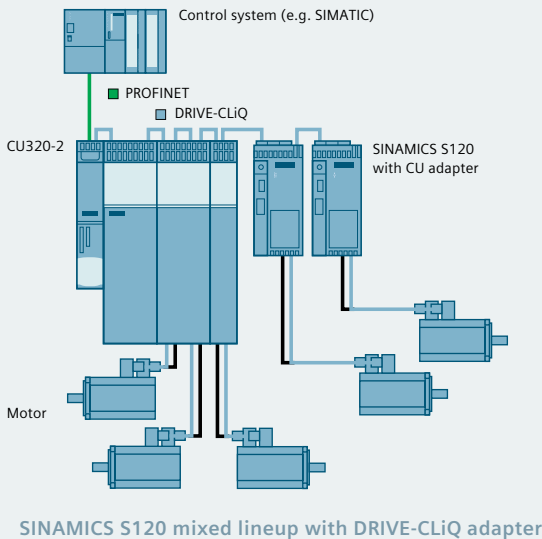 Control system (e.g. SIMATIC)
PROFINET
DRIVE-CLiQ
CU320-2
SINAMICS S120
with CU adapter
Motor
SINAMICS S120 mixed lineup with DRIVE-CLiQ adapter